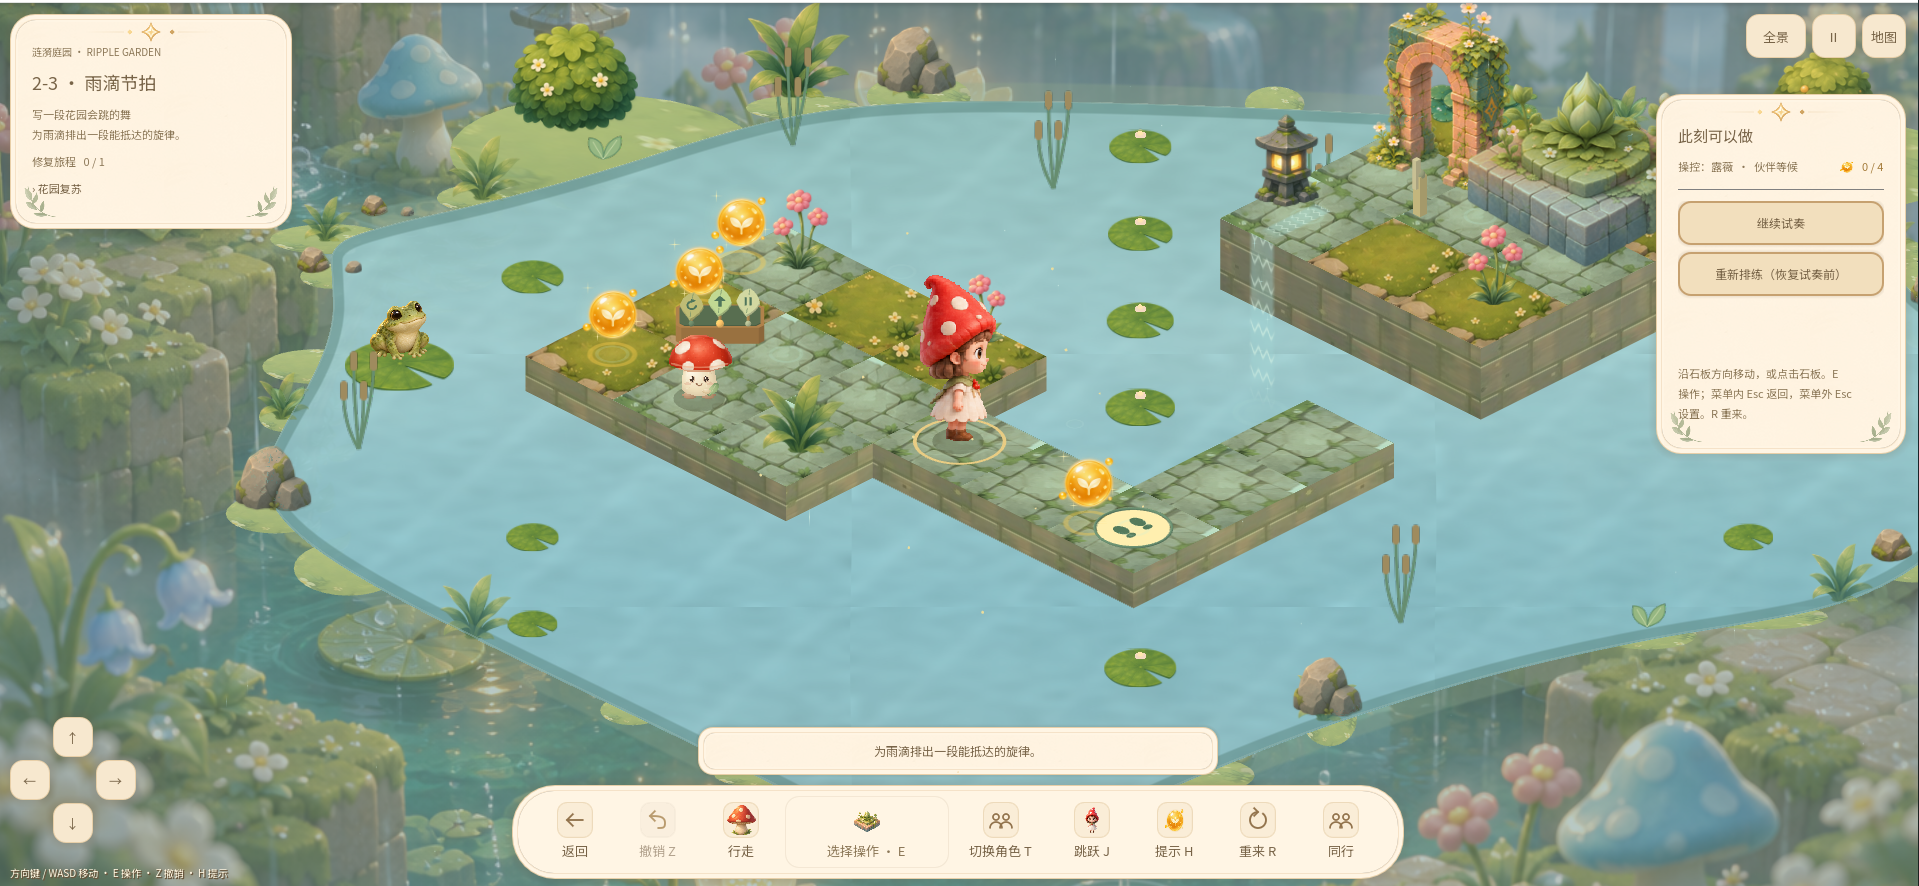 涟漪庭园 · RIPPLE GARDEN
2-3 · 雨滴节拍
写一段花园会跳的舞
为雨滴排出一段能抵达的旋律。
修复旅程 0 / 1
花园复苏
全景
II
地图
此刻可以做
操控：露薇 · 伙伴等候
0 / 4
继续试奏
重新排练（恢复试奏前）
沿石板方向移动，或点击石板。E
操作；菜单内 Esc 返回，菜单外 Esc
设置。R 重来。
↑
←
→
↓
为雨滴排出一段能抵达的旋律。
返回
撤销 Z
行走
选择操作 · E
切换角色 T
跳跃 J
提示 H
重来 R
同行
方向键 / WASD 移动 · E 操作 · Z 撤销 · H 提示